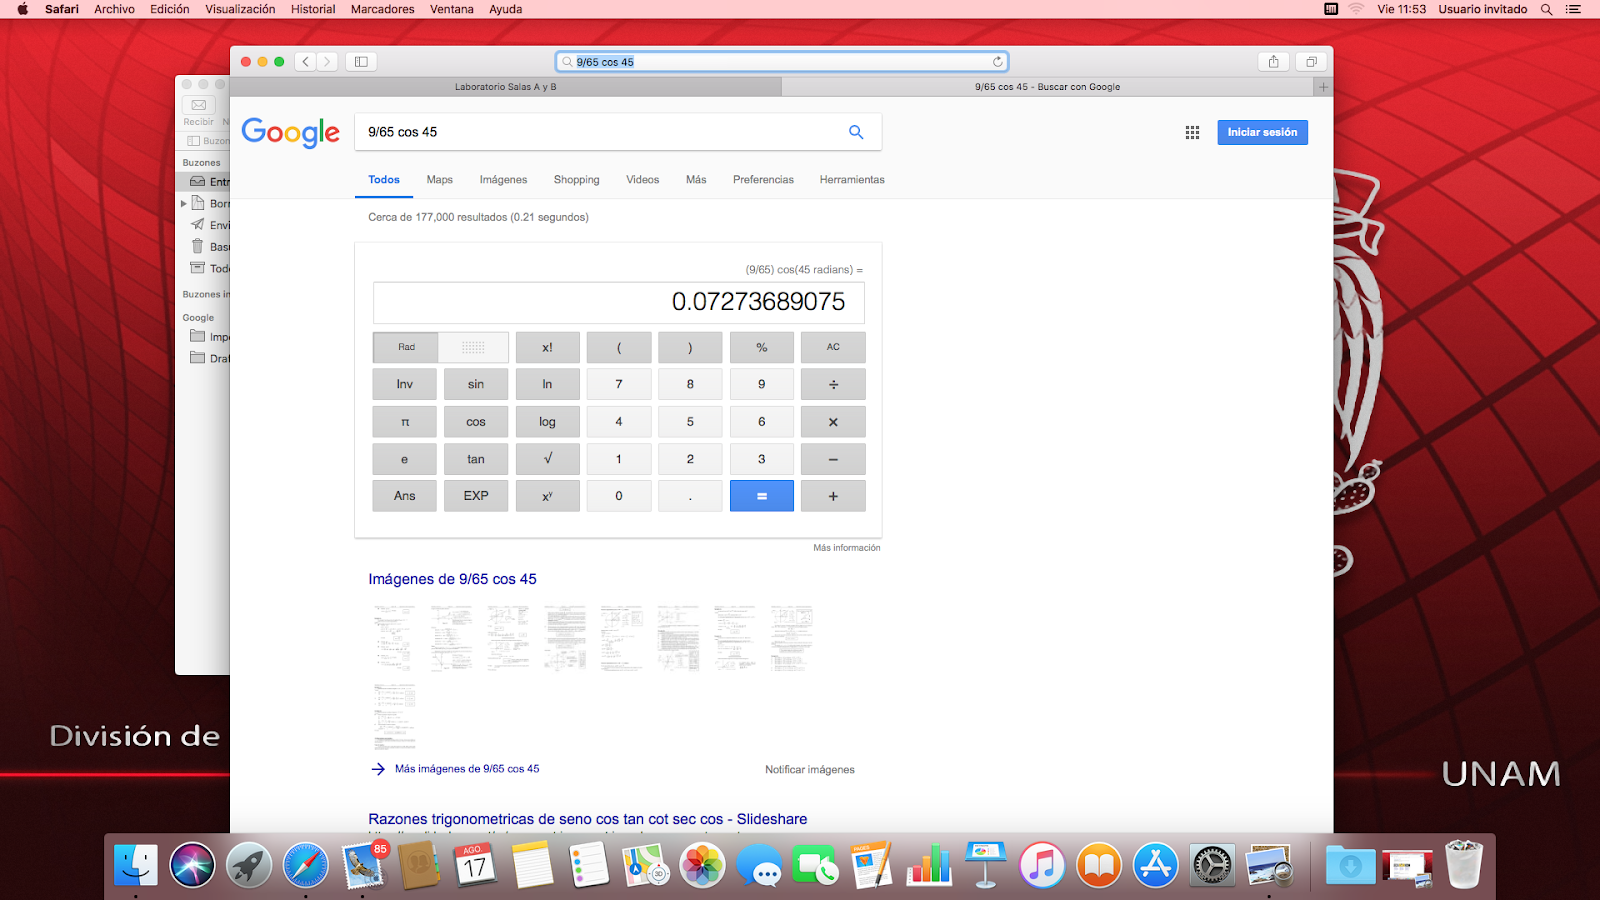 Safari Archivo Edición Visualización Historial Marcadores Ventana Ayuda Vie 11:53 Usuario invitado
9/65 cos 45
Laboratorio Salas A y B 9/65 cos 45 - Buscar con Google
Recibir N
Buzon
Buzones
Entr
Borr
Envi
Basu
Todo
Buzones in
Google
Impo
Draf
Google 9/65 cos 45 Iniciar sesión
Todos Maps Imágenes Shopping Videos Más Preferencias Herramientas
Cerca de 177,000 resultados (0.21 segundos)
(9/65) cos(45 radians) =
0.07273689075
Rad x! ( ) % AC
Inv sin ln 7 8 9 ÷
π cos log 4 5 6 ×
e tan √ 1 2 3 −
Ans EXP xʸ 0 . = +
Más información
Imágenes de 9/65 cos 45
Más imágenes de 9/65 cos 45 Notificar imágenes
Razones trigonometricas de seno cos tan cot sec cos - Slideshare
División de
UNAM
85
AGO.
17
PAGES
3D